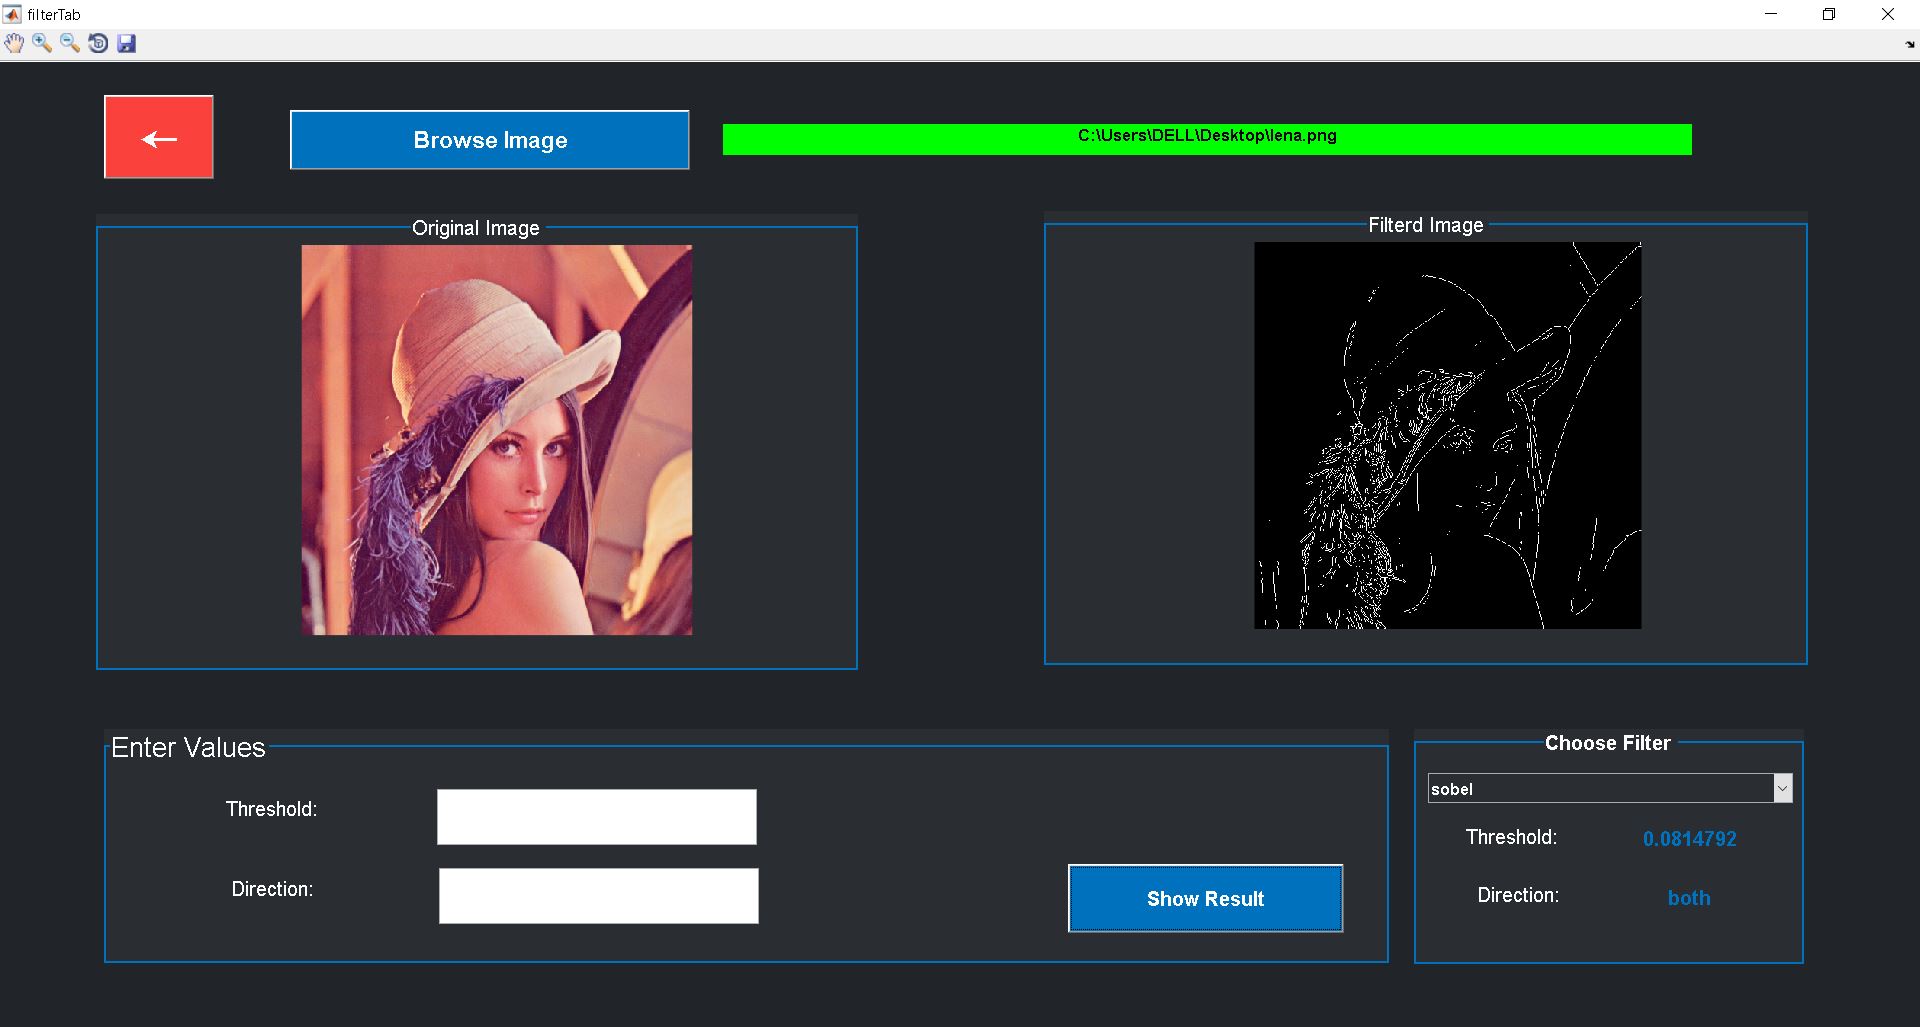 filterTab
Browse Image
C:\Users\DELL\Desktop\lena.png
Original Image
Filterd Image
Enter Values
Threshold:
Direction:
Show Result
Choose Filter
sobel
Threshold: 0.0814792
Direction: both